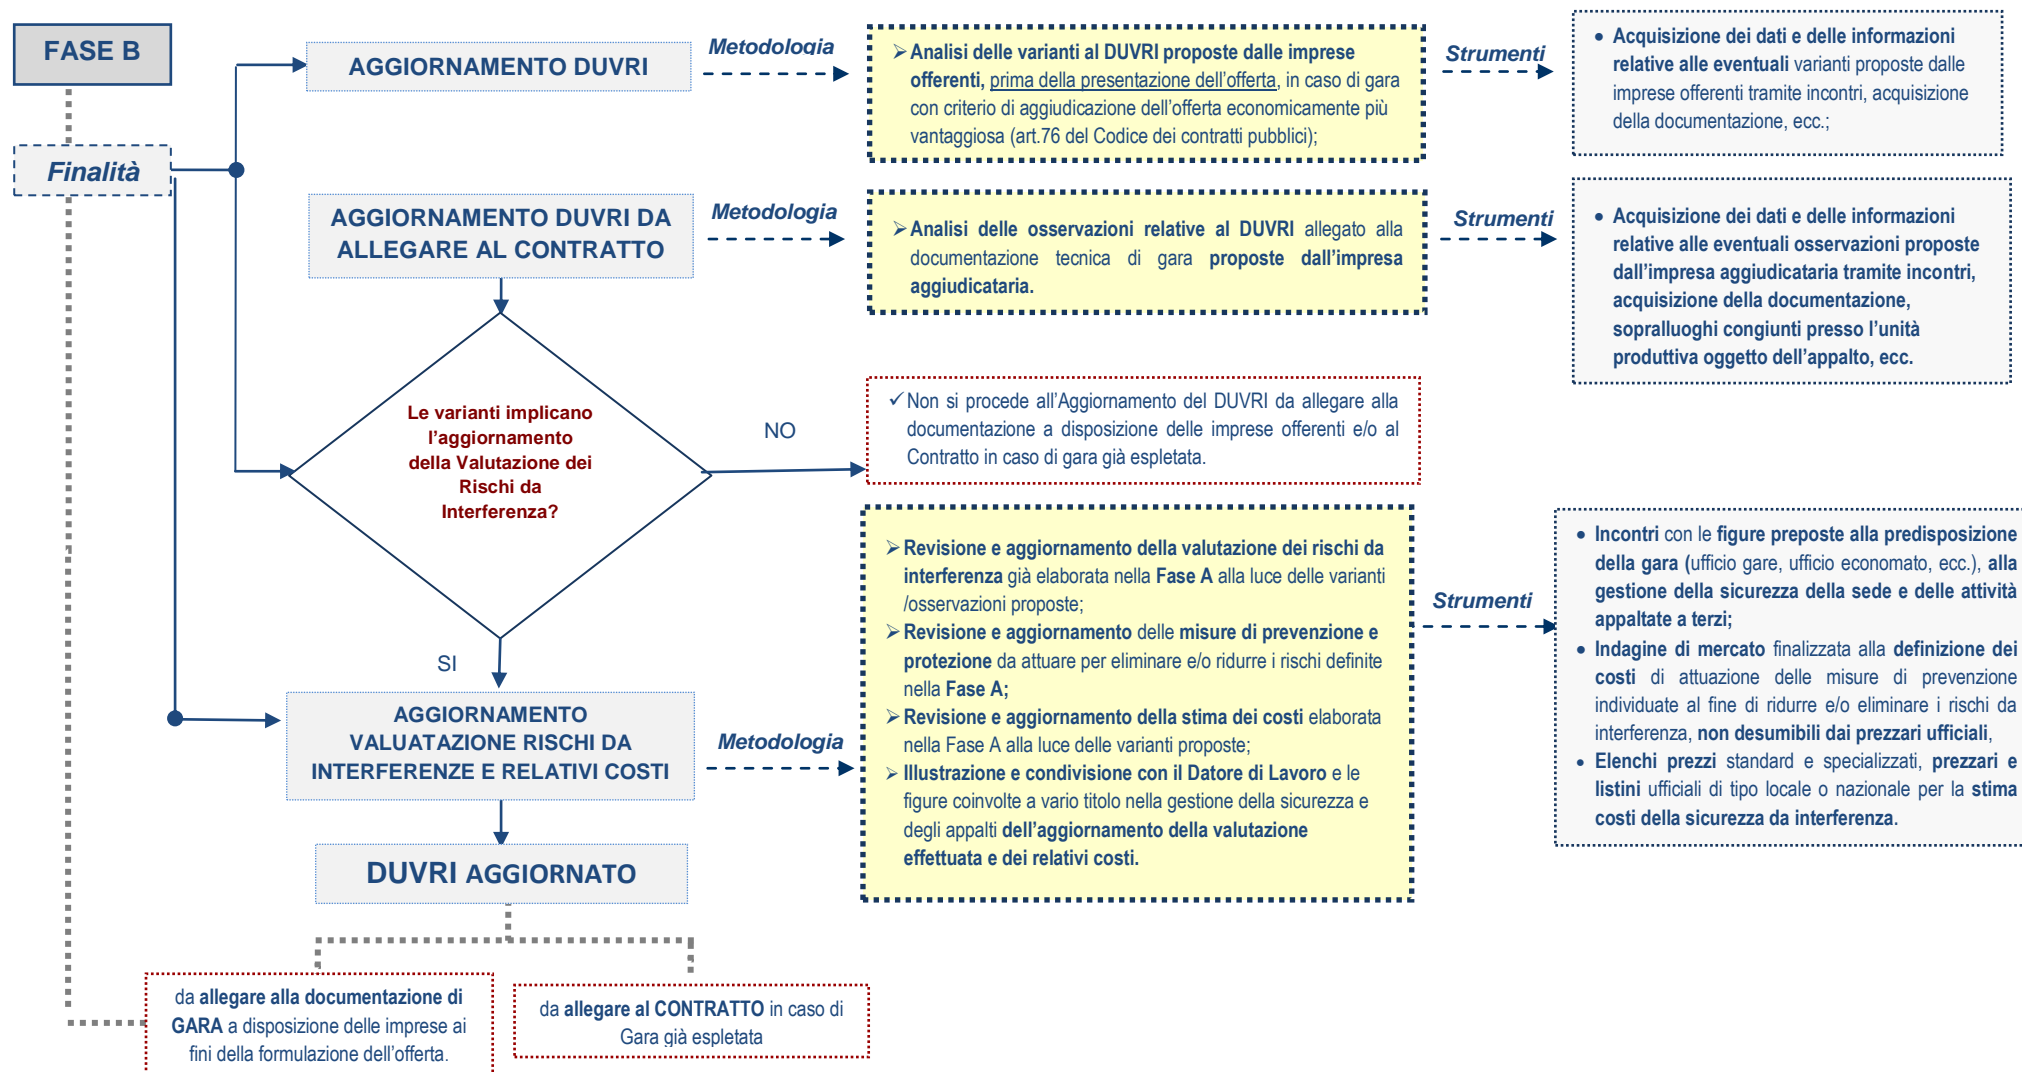 FASE B
Finalità
AGGIORNAMENTO DUVRI
Metodologia
➢ Analisi delle varianti al DUVRI proposte dalle imprese
offerenti, prima della presentazione dell'offerta, in caso di gara
con criterio di aggiudicazione dell'offerta economicamente più
vantaggiosa (art.76 del Codice dei contratti pubblici);
Strumenti
• Acquisizione dei dati e delle informazioni
relative alle eventuali varianti proposte dalle
imprese offerenti tramite incontri, acquisizione
della documentazione, ecc.;
AGGIORNAMENTO DUVRI DA
ALLEGARE AL CONTRATTO
Metodologia
➢ Analisi delle osservazioni relative al DUVRI allegato alla
documentazione tecnica di gara proposte dall'impresa
aggiudicataria.
Strumenti
• Acquisizione dei dati e delle informazioni
relative alle eventuali osservazioni proposte
dall'impresa aggiudicataria tramite incontri,
acquisizione della documentazione,
sopralluoghi congiunti presso l'unità
produttiva oggetto dell'appalto, ecc.
Le varianti implicano
l'aggiornamento
della Valutazione dei
Rischi da
Interferenza?
NO
✓ Non si procede all'Aggiornamento del DUVRI da allegare alla
documentazione a disposizione delle imprese offerenti e/o al
Contratto in caso di gara già espletata.
SI
AGGIORNAMENTO
VALUATAZIONE RISCHI DA
INTERFERENZE E RELATIVI COSTI
Metodologia
➢ Revisione e aggiornamento della valutazione dei rischi da
interferenza già elaborata nella Fase A alla luce delle varianti
/osservazioni proposte;
➢ Revisione e aggiornamento delle misure di prevenzione e
protezione da attuare per eliminare e/o ridurre i rischi definite
nella Fase A;
➢ Revisione e aggiornamento della stima dei costi elaborata
nella Fase A alla luce delle varianti proposte;
➢ Illustrazione e condivisione con il Datore di Lavoro e le
figure coinvolte a vario titolo nella gestione della sicurezza e
degli appalti dell'aggiornamento della valutazione
effettuata e dei relativi costi.
Strumenti
• Incontri con le figure preposte alla predisposizione
della gara (ufficio gare, ufficio economato, ecc.), alla
gestione della sicurezza della sede e delle attività
appaltate a terzi;
• Indagine di mercato finalizzata alla definizione dei
costi di attuazione delle misure di prevenzione
individuate al fine di ridurre e/o eliminare i rischi da
interferenza, non desumibili dai prezzari ufficiali,
• Elenchi prezzi standard e specializzati, prezzari e
listini ufficiali di tipo locale o nazionale per la stima
costi della sicurezza da interferenza.
DUVRI AGGIORNATO
da allegare alla documentazione di
GARA a disposizione delle imprese ai
fini della formulazione dell'offerta.
da allegare al CONTRATTO in caso di
Gara già espletata